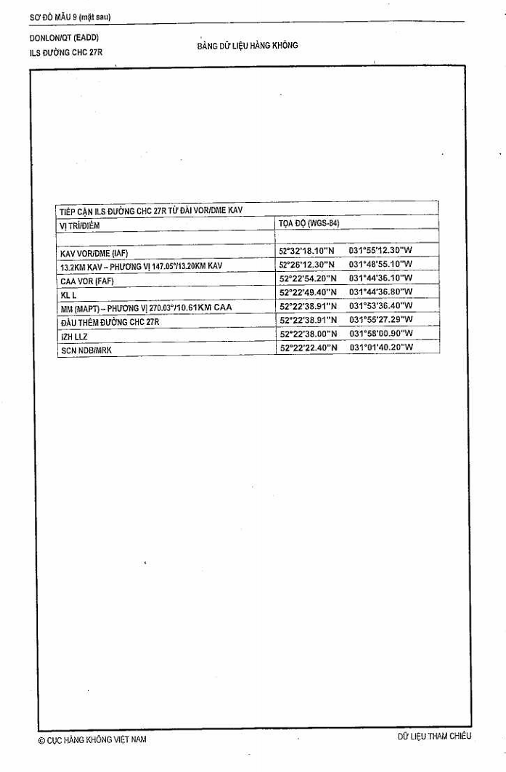 SƠ ĐỒ MẪU 9 (mặt sau)
DONLON/QT (EADD)
ILS ĐƯỜNG CHC 27R
BẢNG DỮ LIỆU HÀNG KHÔNG
TIẾP CẬN ILS ĐƯỜNG CHC 27R TỪ ĐÀI VOR/DME KAV
VỊ TRÍ/ĐIỂM TỌA ĐỘ (WGS-84)
KAV VOR/DME (IAF) 52°32'18.10"N 031°55'12.30"W
13.2KM KAV – PHƯƠNG VỊ 147.05°/13.20KM KAV 52°26'12.30"N 031°48'55.10"W
CAA VOR (FAF) 52°22'54.20"N 031°44'36.10"W
KL L 52°22'49.40"N 031°44'36.80"W
MM (MAPT) – PHƯƠNG VỊ 270.03°/10.61KM CAA 52°22'38.91"N 031°53'36.40"W
ĐẦU THỀM ĐƯỜNG CHC 27R 52°22'38.91"N 031°55'27.29"W
IZH LLZ 52°22'38.00"N 031°58'00.90"W
SCN NDB/MRK 52°22'22.40"N 031°01'40.20"W
© CỤC HÀNG KHÔNG VIỆT NAM
DỮ LIỆU THAM CHIẾU